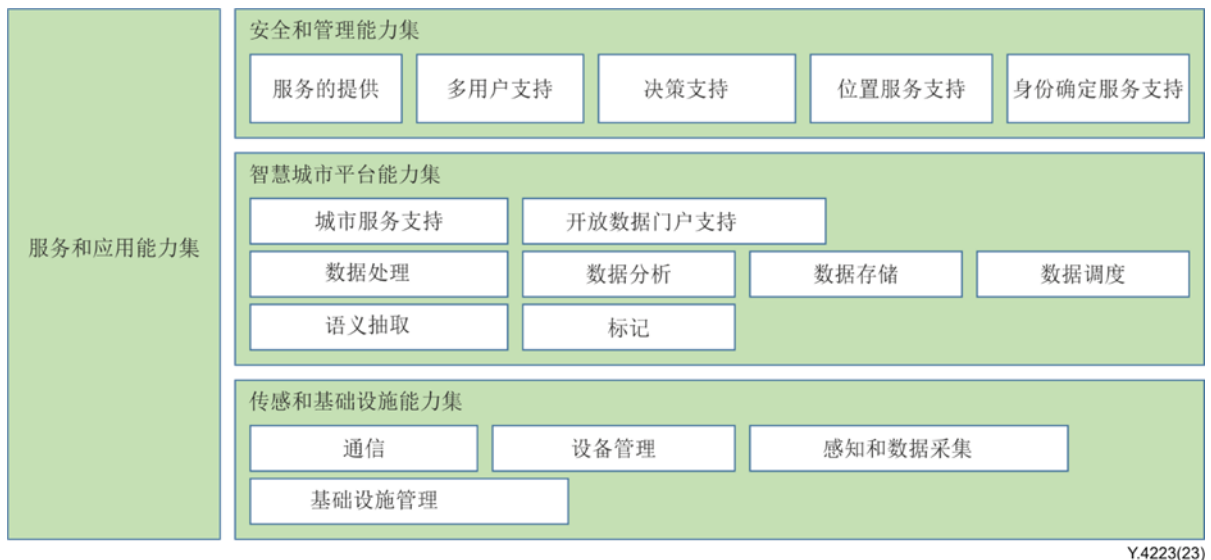 服务和应用能力集
安全和管理能力集
服务的提供
多用户支持
决策支持
位置服务支持
身份确定服务支持
智慧城市平台能力集
城市服务支持
开放数据门户支持
数据处理
数据分析
数据存储
数据调度
语义抽取
标记
传感和基础设施能力集
通信
设备管理
感知和数据采集
基础设施管理
Y.4223(23)